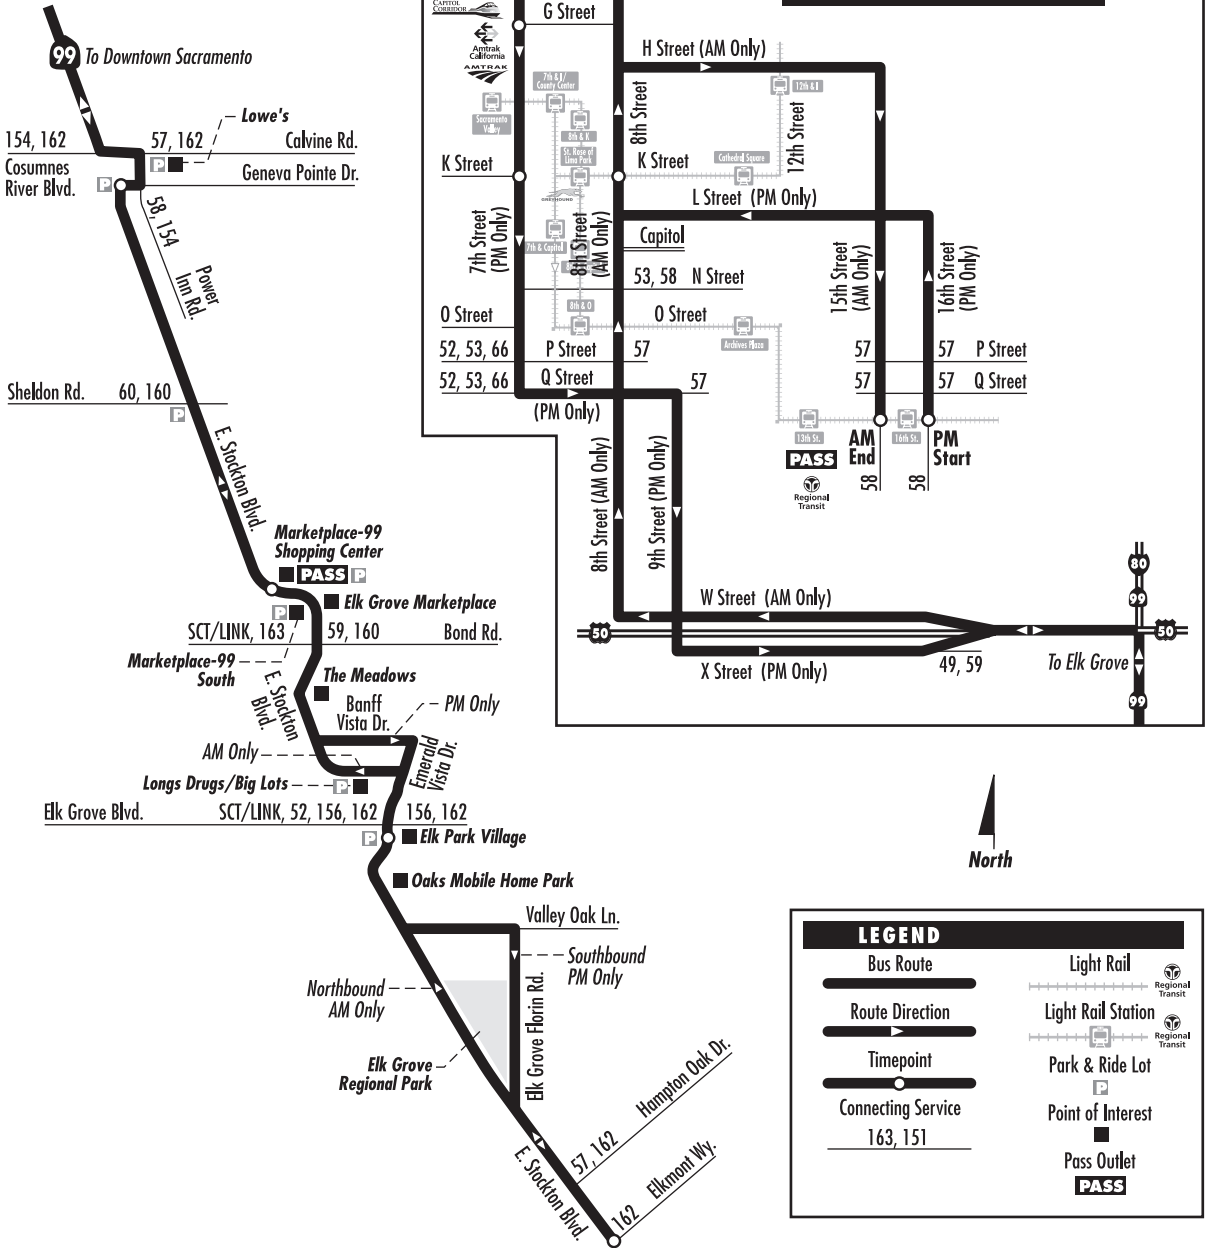 99
To Downtown Sacramento
Lowe's
154, 162
57, 162
Calvine Rd.
Cosumnes
River Blvd.
Geneva Pointe Dr.
P
P
58, 154
Power
Inn Rd.
Sheldon Rd.
60, 160
P
E. Stockton Blvd.
Marketplace-99
Shopping Center
PASS
P
Elk Grove Marketplace
P
SCT/LINK, 163
59, 160
Bond Rd.
Marketplace-99
South
The Meadows
E. Stockton
Blvd.
Banff
Vista Dr.
PM Only
AM Only
Emerald
Vista Dr.
Longs Drugs/Big Lots
P
Elk Grove Blvd.
SCT/LINK, 52, 156, 162
156, 162
P
Elk Park Village
Oaks Mobile Home Park
Valley Oak Ln.
Southbound
PM Only
Northbound
AM Only
Elk Grove Florin Rd.
Elk Grove
Regional Park
Hampton Oak Dr.
57, 162
E. Stockton Blvd.
Elkmont Wy.
162
CAPITOL
CORRIDOR
Amtrak
California
AMTRAK
G Street
H Street (AM Only)
7th & I/
County Center
12th & I
Sacramento
Valley
8th & K
8th Street
12th Street
St. Rose of
Lima Park
K Street
K Street
Cathedral Square
GREYHOUND
L Street (PM Only)
7th Street
(PM Only)
7th & Capitol
8th Street
(AM Only)
Capitol
15th Street
(AM Only)
16th Street
(PM Only)
53, 58 N Street
8th & O
O Street
O Street
Archives Plaza
52, 53, 66
P Street
57
57
57
P Street
52, 53, 66
Q Street
57
57
57
Q Street
(PM Only)
13th St.
AM
End
16th St.
PM
Start
PASS
Regional
Transit
58
58
8th Street (AM Only)
9th Street (PM Only)
W Street (AM Only)
50
X Street (PM Only)
49, 59
80
99
50
To Elk Grove
99
North
LEGEND
Bus Route
Route Direction
Timepoint
Connecting Service
163, 151
Light Rail
Regional
Transit
Light Rail Station
Regional
Transit
Park & Ride Lot
P
Point of Interest
Pass Outlet
PASS